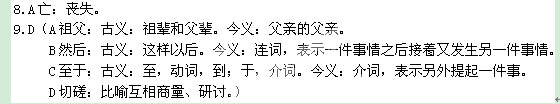 8.A亡：丧失。
9.D（A祖父：古义：祖辈和父辈。今义：父亲的父亲。
B然后：古义：这样以后。今义：连词，表示一件事情之后接着又发生另一件事情。
C至于：古义：至，动词，到；于，介词。今义：介词，表示另外提起一件事。
D切磋：比喻互相商量、研讨。）